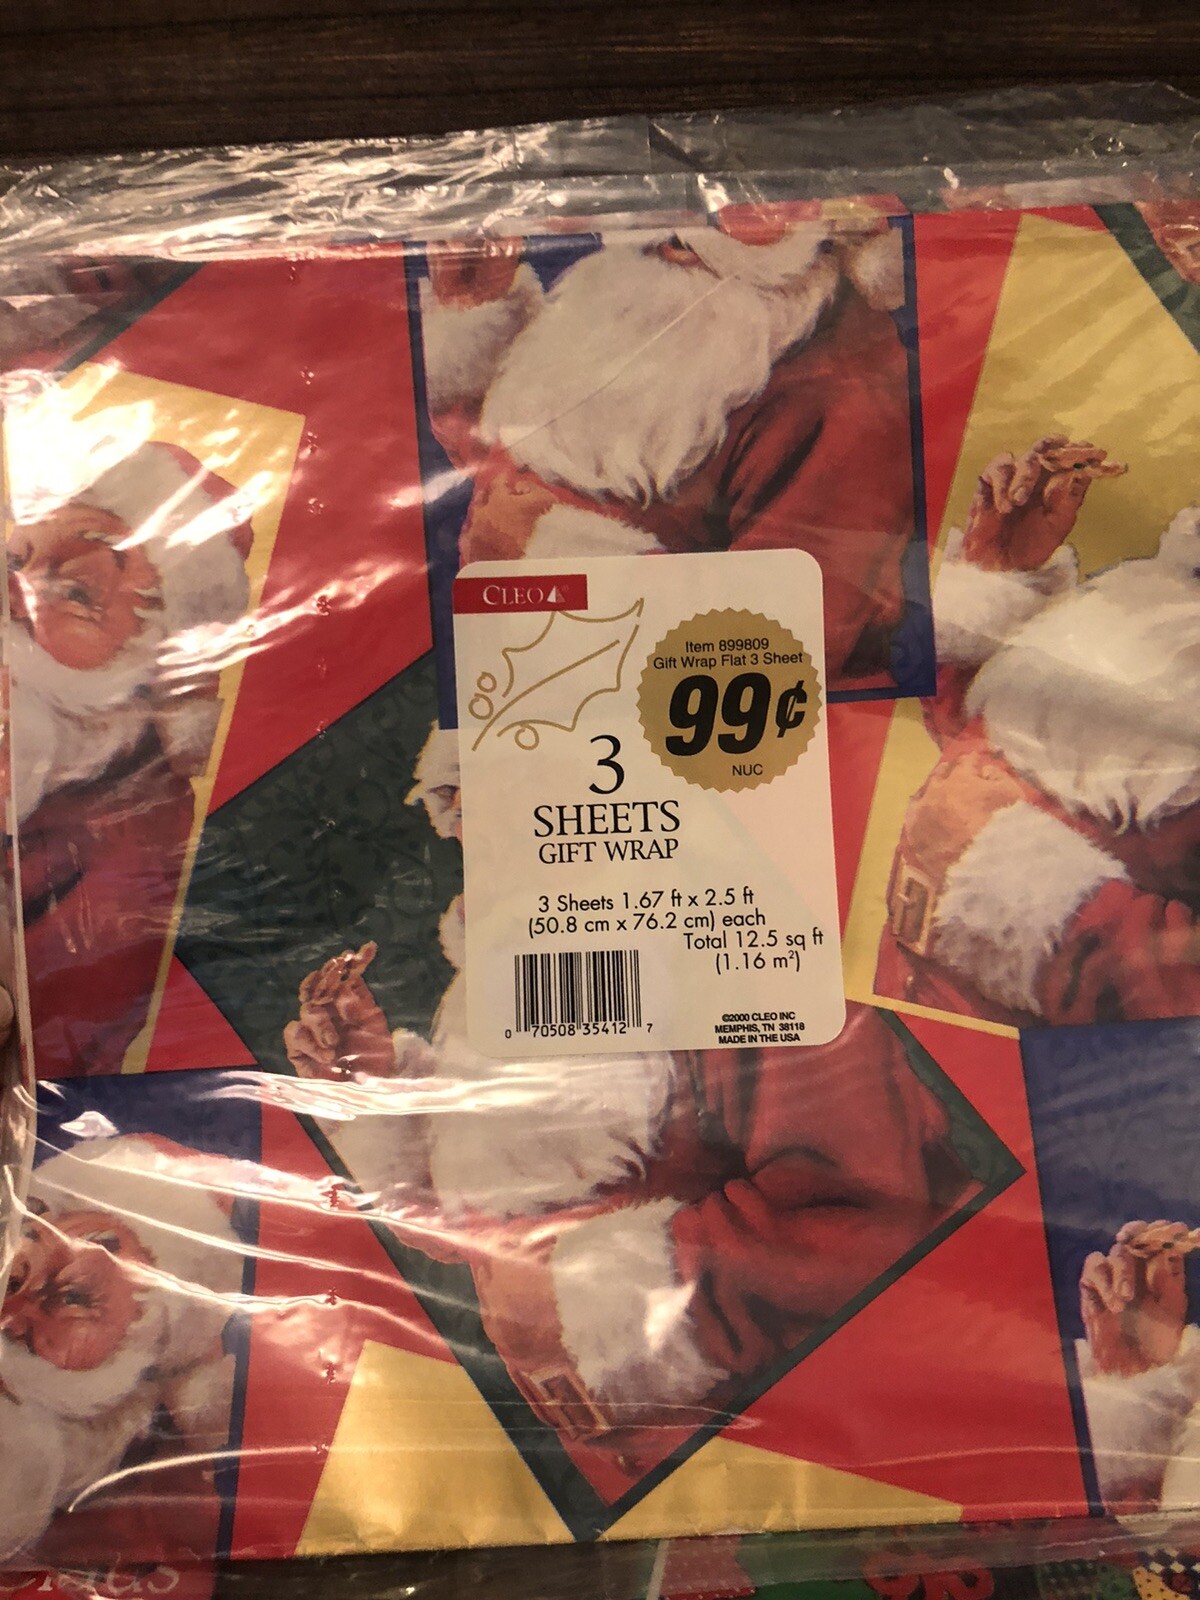 CLEO
Item 899809
Gift Wrap Flat 3 Sheet
99¢
NUC
3
SHEETS
GIFT WRAP
3 Sheets 1.67 ft x 2.5 ft
(50.8 cm x 76.2 cm) each
Total 12.5 sq ft
(1.16 m²)
0 70508 35412 7
©2000 CLEO INC
MEMPHIS, TN 38118
MADE IN THE USA